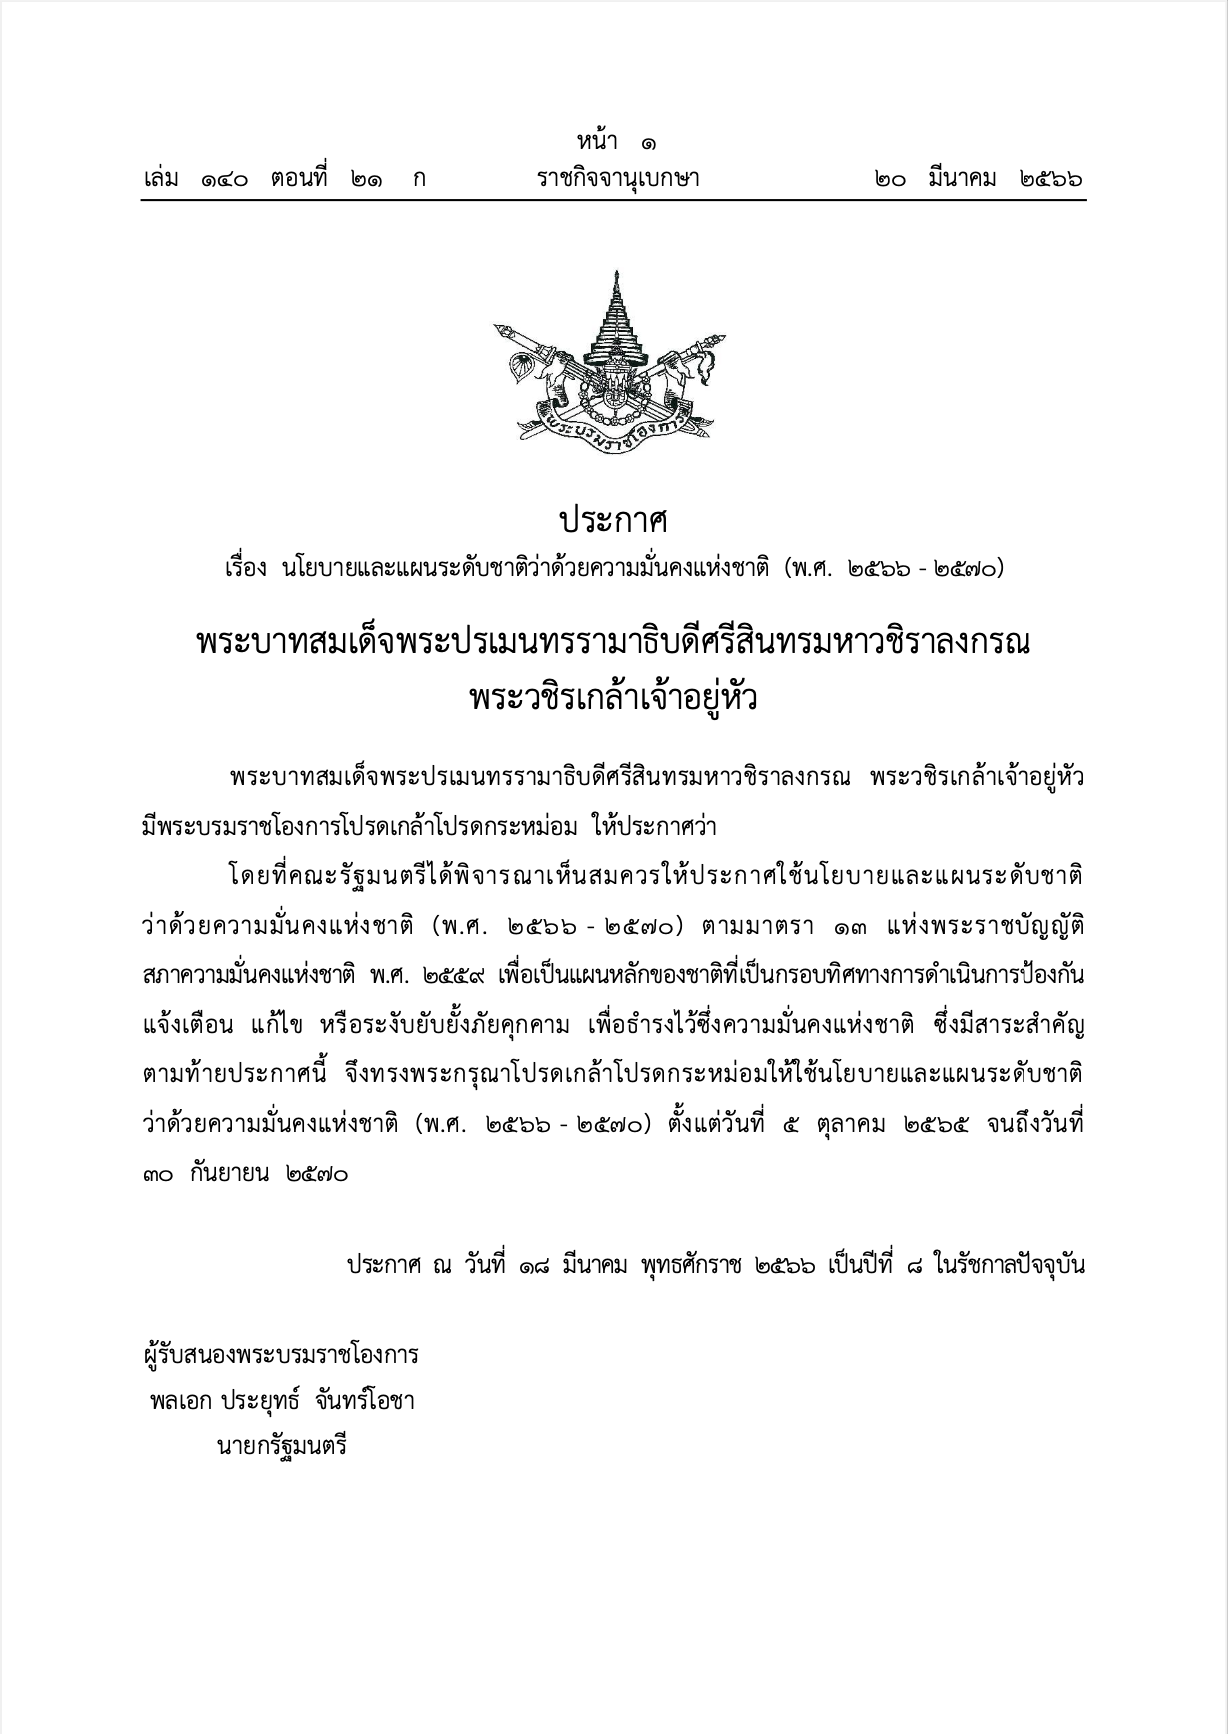 หน้า ๑
เล่ม ๑๔๐ ตอนที่ ๒๑ ก ราชกิจจานุเบกษา ๒๐ มีนาคม ๒๕๖๖
พระบรมราชโองการ
ประกาศ
เรื่อง นโยบายและแผนระดับชาติว่าด้วยความมั่นคงแห่งชาติ (พ.ศ. ๒๕๖๖ - ๒๕๗๐)
พระบาทสมเด็จพระปรเมนทรรามาธิบดีศรีสินทรมหาวชิราลงกรณ
พระวชิรเกล้าเจ้าอยู่หัว
พระบาทสมเด็จพระปรเมนทรรามาธิบดีศรีสินทรมหาวชิราลงกรณ พระวชิรเกล้าเจ้าอยู่หัว
มีพระบรมราชโองการโปรดเกล้าโปรดกระหม่อม ให้ประกาศว่า
โดยที่คณะรัฐมนตรีได้พิจารณาเห็นสมควรให้ประกาศใช้นโยบายและแผนระดับชาติ
ว่าด้วยความมั่นคงแห่งชาติ (พ.ศ. ๒๕๖๖ - ๒๕๗๐) ตามมาตรา ๑๓ แห่งพระราชบัญญัติ
สภาความมั่นคงแห่งชาติ พ.ศ. ๒๕๕๙ เพื่อเป็นแผนหลักของชาติที่เป็นกรอบทิศทางการดำเนินการป้องกัน
แจ้งเตือน แก้ไข หรือระงับยับยั้งภัยคุกคาม เพื่อธำรงไว้ซึ่งความมั่นคงแห่งชาติ ซึ่งมีสาระสำคัญ
ตามท้ายประกาศนี้ จึงทรงพระกรุณาโปรดเกล้าโปรดกระหม่อมให้ใช้นโยบายและแผนระดับชาติ
ว่าด้วยความมั่นคงแห่งชาติ (พ.ศ. ๒๕๖๖ - ๒๕๗๐) ตั้งแต่วันที่ ๕ ตุลาคม ๒๕๖๕ จนถึงวันที่
๓๐ กันยายน ๒๕๗๐
ประกาศ ณ วันที่ ๑๘ มีนาคม พุทธศักราช ๒๕๖๖ เป็นปีที่ ๘ ในรัชกาลปัจจุบัน
ผู้รับสนองพระบรมราชโองการ
พลเอก ประยุทธ์ จันทร์โอชา
นายกรัฐมนตรี